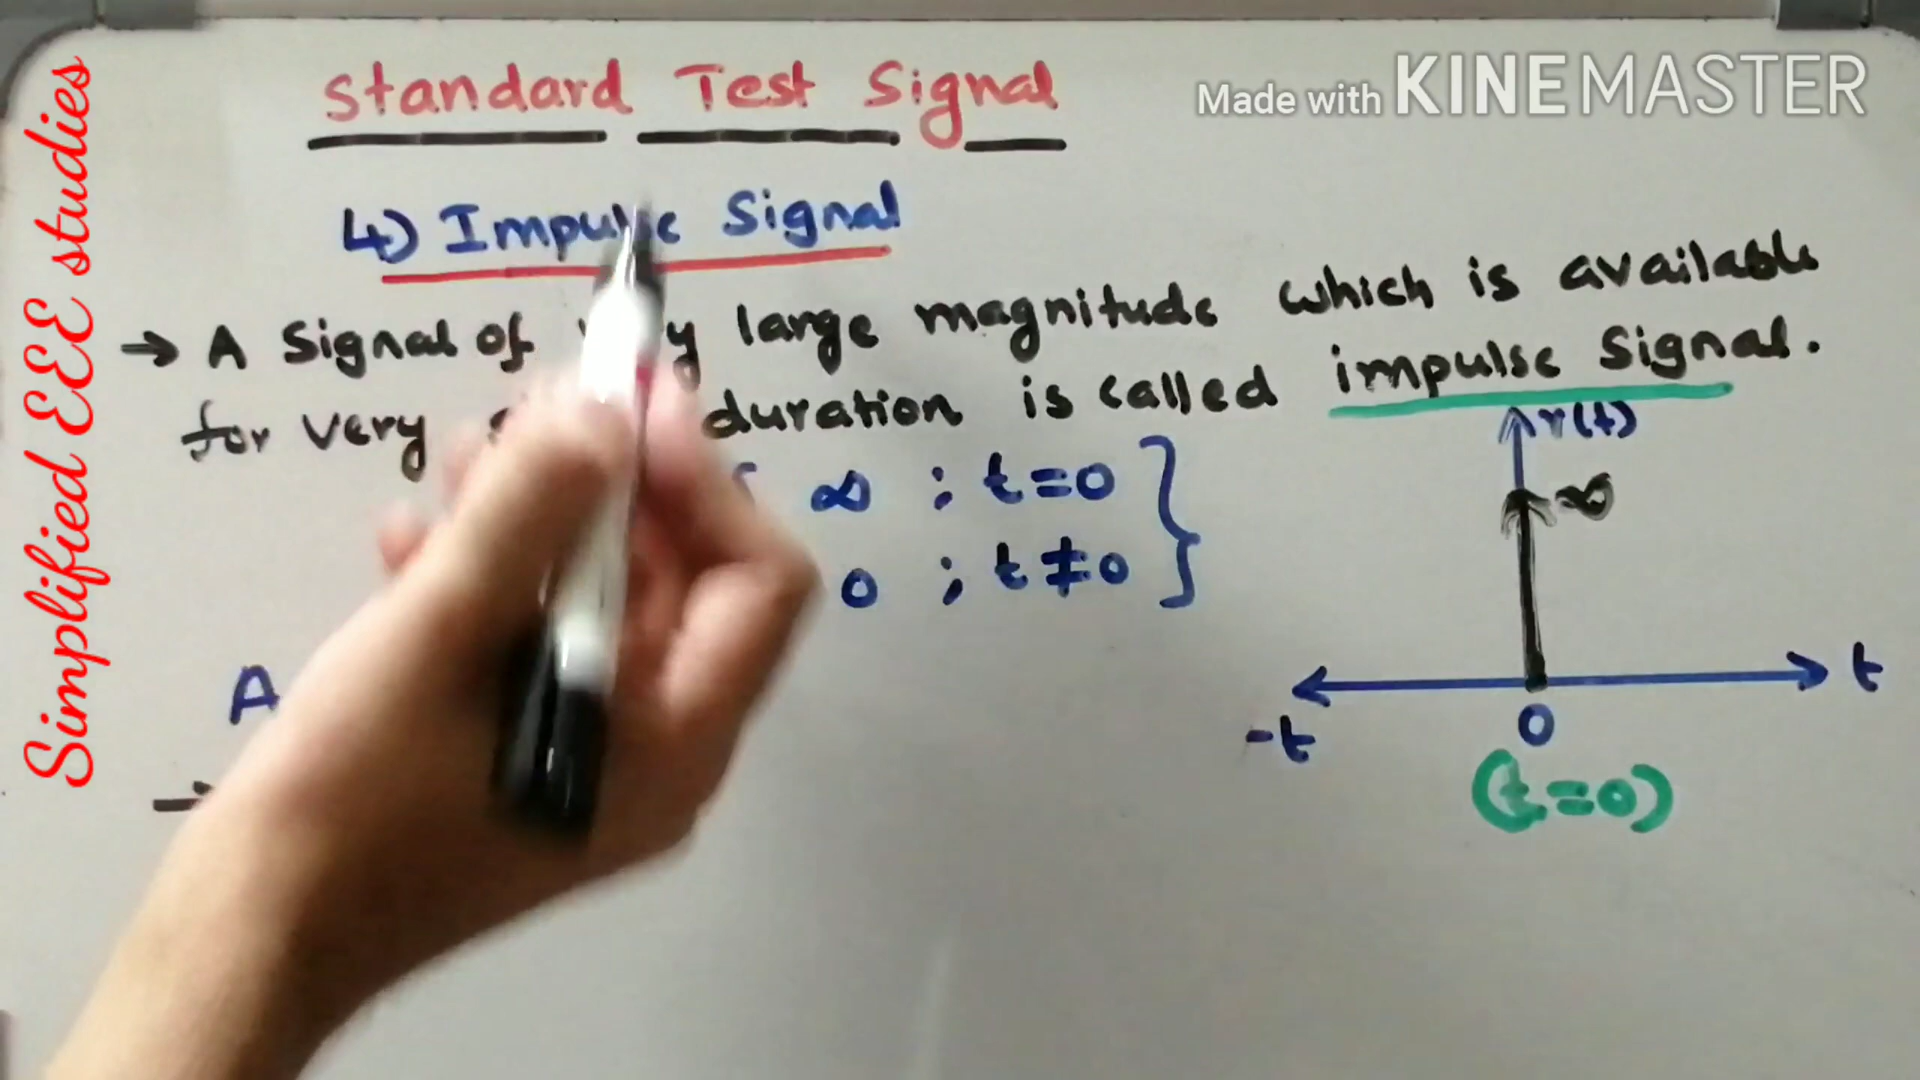 Standard Test Signal
Made with KINEMASTER
Simplified EEE studies
4) Impulse Signal
→ A Signal of large magnitude which is available
for very duration is called impulse Signal.
r(t)
∞ ; t=0
∞
0 ; t≠0
A
t
-t
0
(t=0)